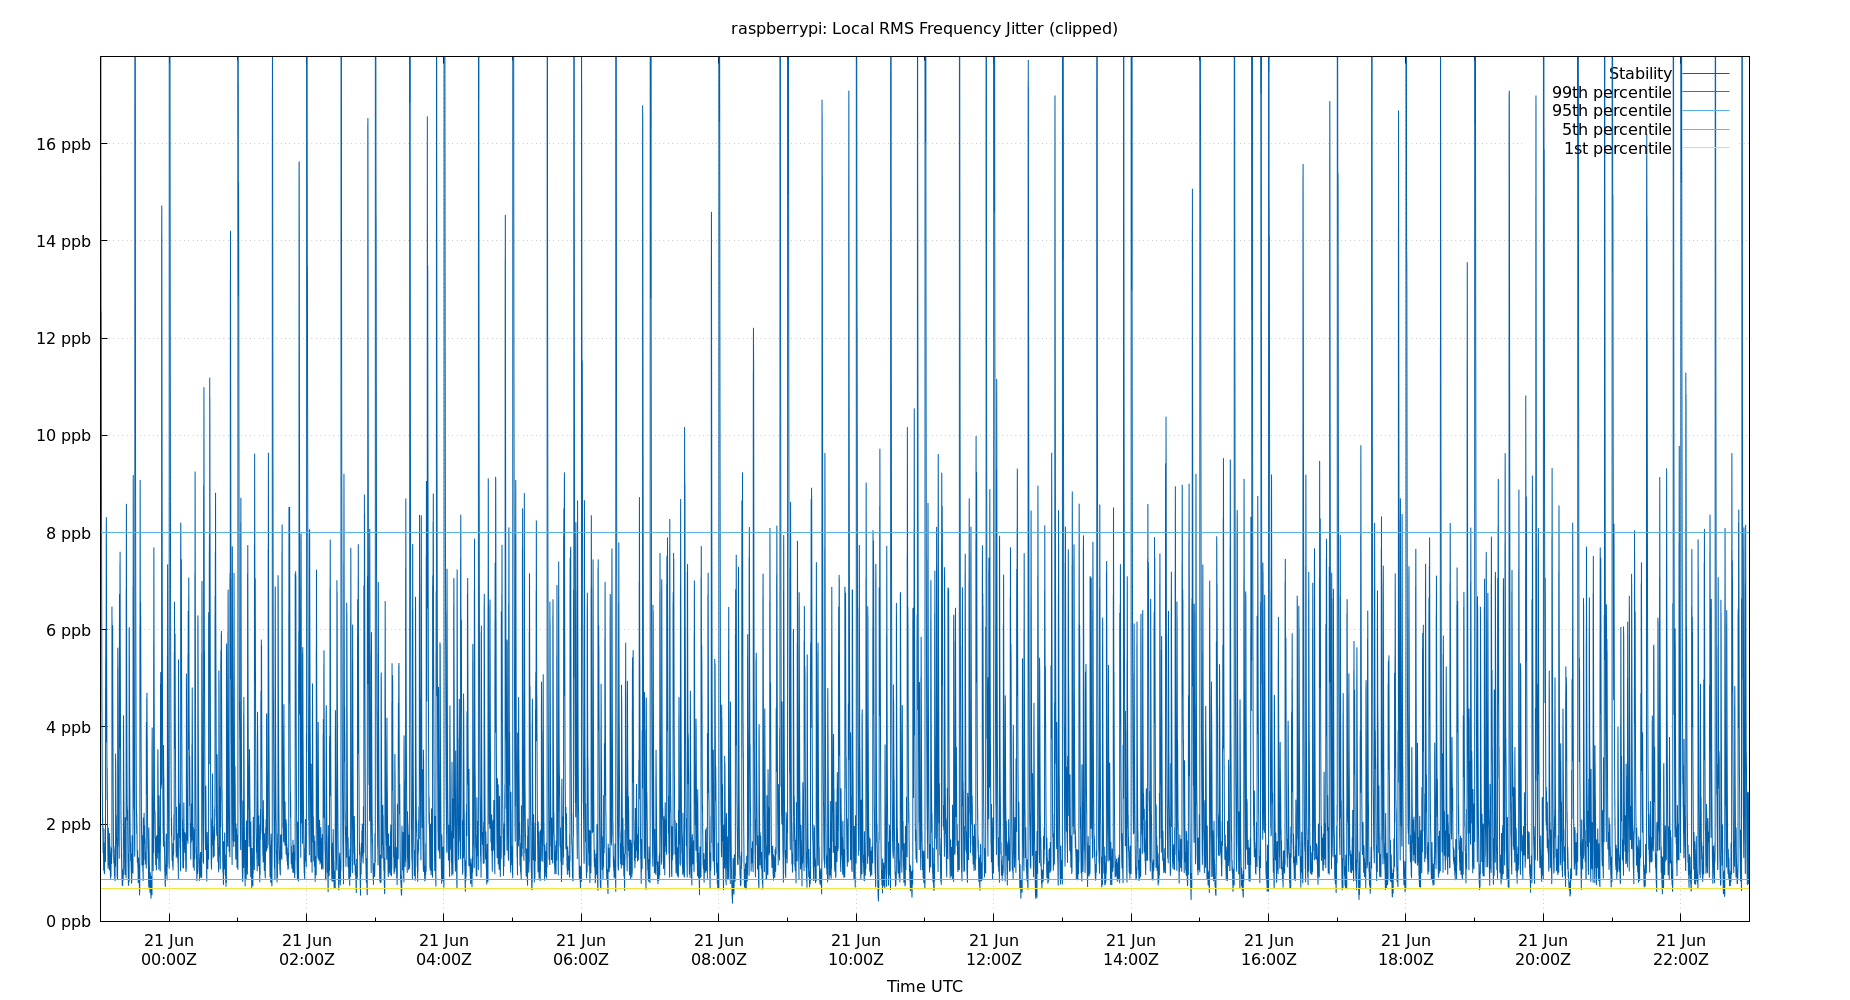 raspberrypi: Local RMS Frequency Jitter (clipped)
Stability
99th percentile
95th percentile
5th percentile
1st percentile
16 ppb
14 ppb
12 ppb
10 ppb
8 ppb
6 ppb
4 ppb
2 ppb
0 ppb
21 Jun 21 Jun 21 Jun 21 Jun 21 Jun 21 Jun 21 Jun 21 Jun 21 Jun 21 Jun 21 Jun 21 Jun
00:00Z 02:00Z 04:00Z 06:00Z 08:00Z 10:00Z 12:00Z 14:00Z 16:00Z 18:00Z 20:00Z 22:00Z
Time UTC